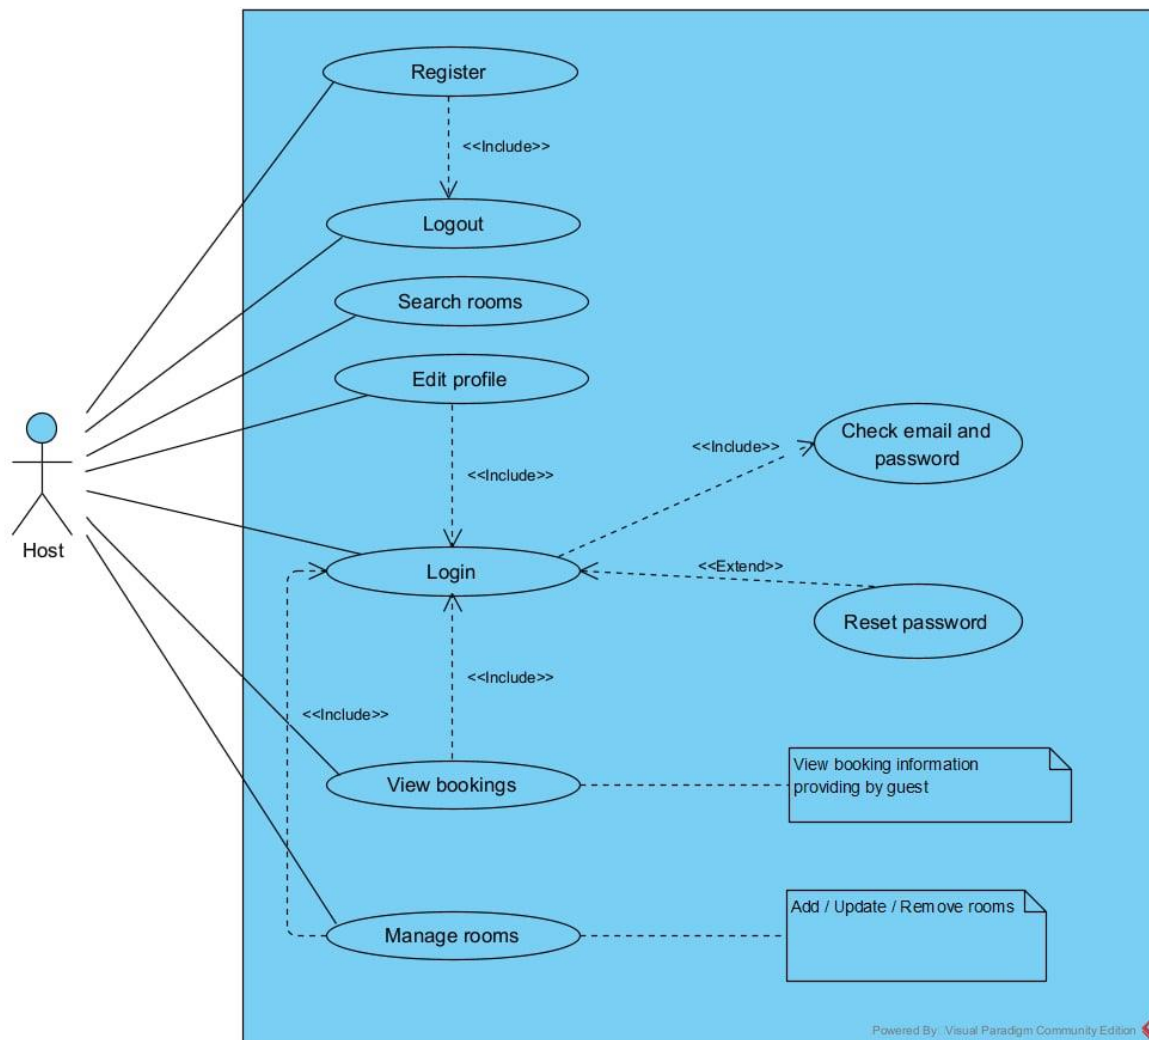 Register
<<Include>>
Logout
Search rooms
Edit profile
Check email and
password
<<Include>>
<<Include>>
Host
Login
<<Extend>>
Reset password
<<Include>>
<<Include>>
View bookings
View booking information
providing by guest
Manage rooms
Add / Update / Remove rooms
Powered By: Visual Paradigm Community Edition